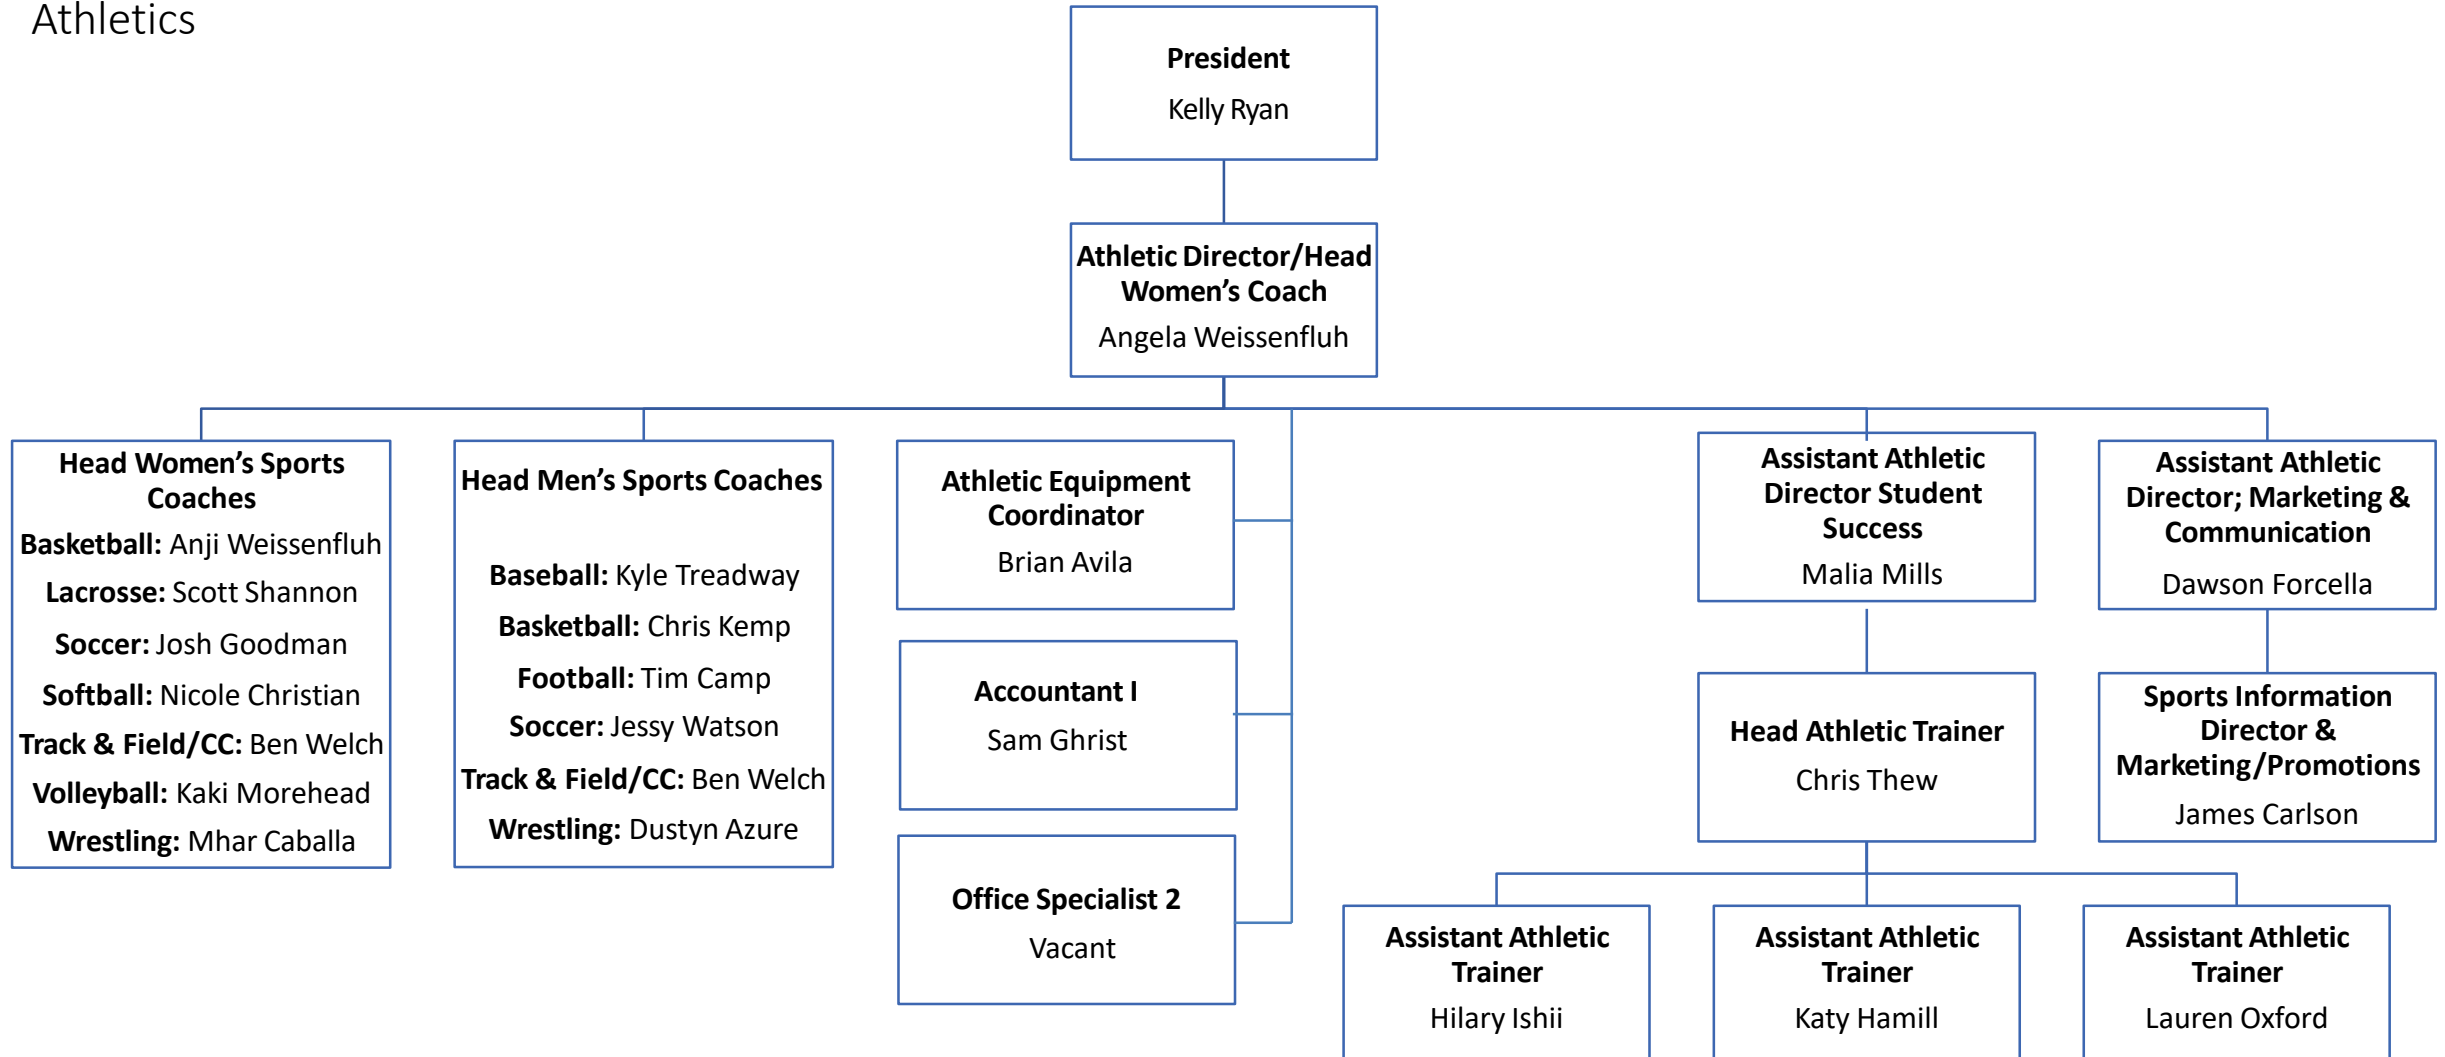 Athletics
President
Kelly Ryan
Athletic Director/Head
Women’s Coach
Angela Weissenfluh
Head Women’s Sports
Coaches
Basketball: Anji Weissenfluh
Lacrosse: Scott Shannon
Soccer: Josh Goodman
Softball: Nicole Christian
Track & Field/CC: Ben Welch
Volleyball: Kaki Morehead
Wrestling: Mhar Caballa
Head Men’s Sports Coaches
Baseball: Kyle Treadway
Basketball: Chris Kemp
Football: Tim Camp
Soccer: Jessy Watson
Track & Field/CC: Ben Welch
Wrestling: Dustyn Azure
Athletic Equipment
Coordinator
Brian Avila
Accountant I
Sam Ghrist
Office Specialist 2
Vacant
Assistant Athletic
Director Student
Success
Malia Mills
Head Athletic Trainer
Chris Thew
Assistant Athletic
Trainer
Hilary Ishii
Assistant Athletic
Trainer
Katy Hamill
Assistant Athletic
Trainer
Lauren Oxford
Assistant Athletic
Director; Marketing &
Communication
Dawson Forcella
Sports Information
Director &
Marketing/Promotions
James Carlson